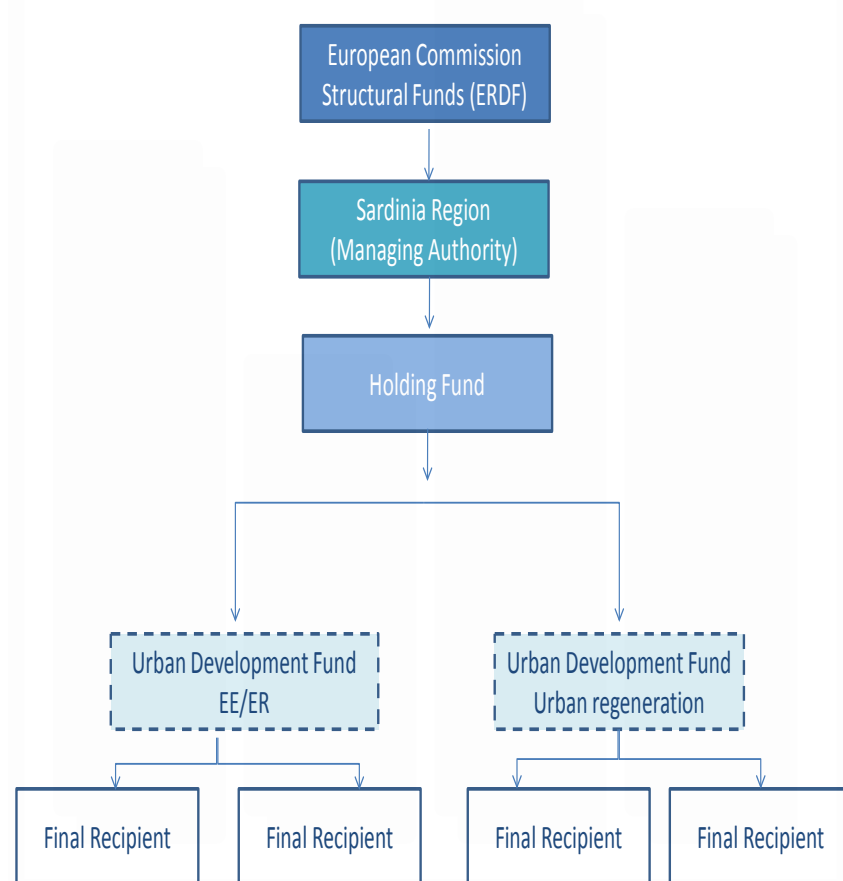 European Commission
Structural Funds (ERDF)
Sardinia Region
(Managing Authority)
Holding Fund
Urban Development Fund
EE/ER
Urban Development Fund
Urban regeneration
Final Recipient
Final Recipient
Final Recipient
Final Recipient